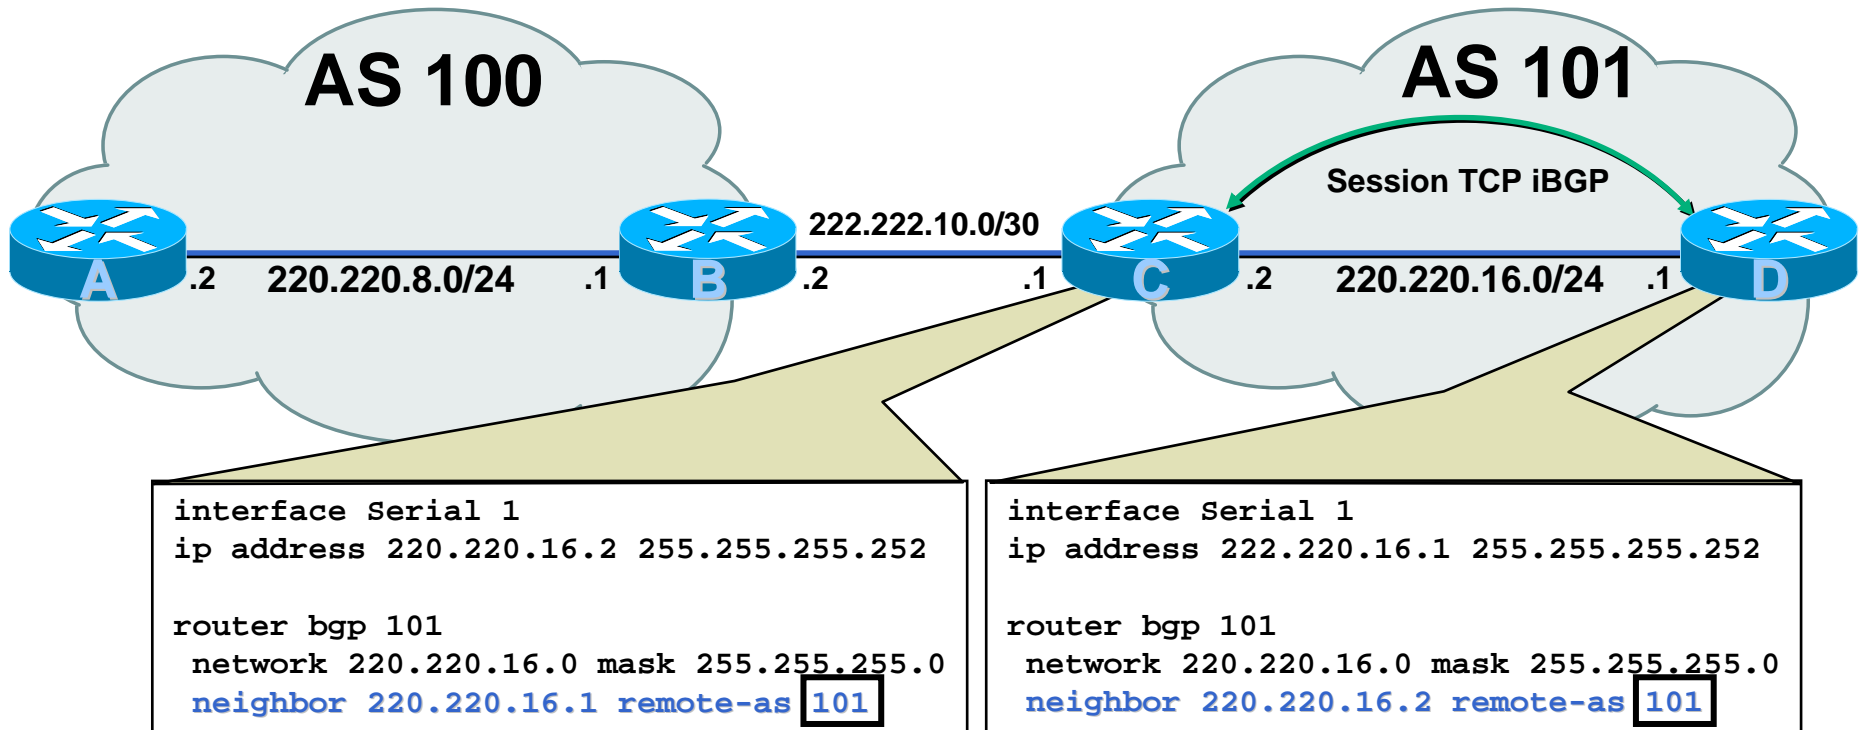 AS 100
AS 101
Session TCP iBGP
222.222.10.0/30
A
.2
220.220.8.0/24
.1
B
.2
.1
C
.2
220.220.16.0/24
.1
D
interface Serial 1
ip address 220.220.16.2 255.255.255.252
router bgp 101
network 220.220.16.0 mask 255.255.255.0
neighbor 220.220.16.1 remote-as 101
interface Serial 1
ip address 222.220.16.1 255.255.255.252
router bgp 101
network 220.220.16.0 mask 255.255.255.0
neighbor 220.220.16.2 remote-as 101